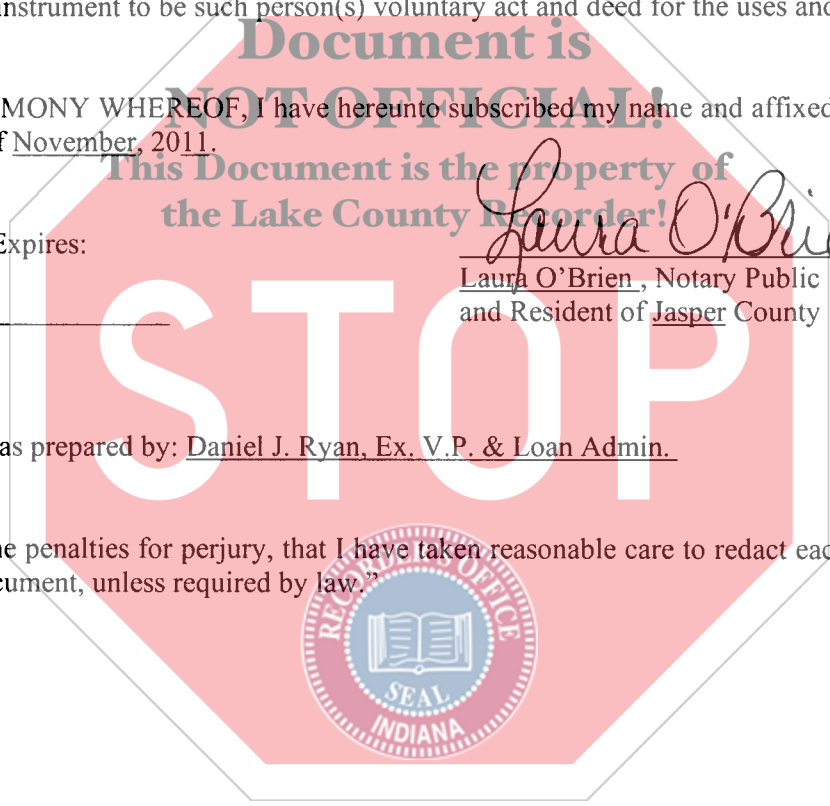 instrument to be such person(s) voluntary act and deed for the uses and
Document is
MONY WHEREOF, I have hereunto subscribed my name and affixed
NOT OFFICIAL!
f November, 2011.
This Document is the property of
the Lake County Recorder!
Expires:
Laura O'Brie
Laura O'Brien , Notary Public
and Resident of Jasper County
STOP
as prepared by: Daniel J. Ryan, Ex. V.P. & Loan Admin.
e penalties for perjury, that I have taken reasonable care to redact eac
cument, unless required by law."
RECORDER'S OFFICE
SEAL
INDIANA